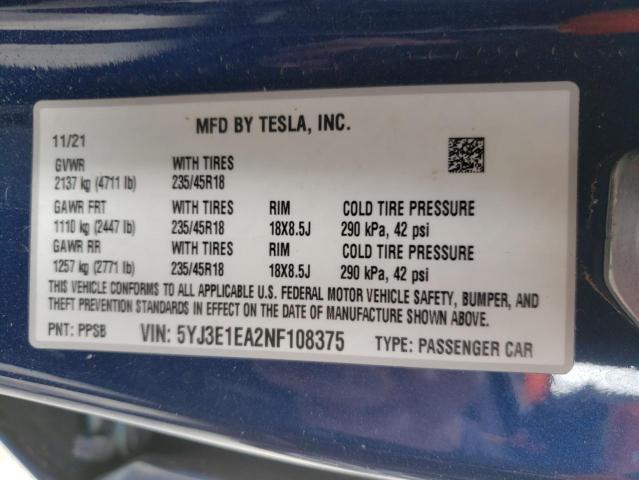 MFD BY TESLA, INC.
11/21
GVWR WITH TIRES
2137 kg (4711 lb) 235/45R18
GAWR FRT WITH TIRES RIM COLD TIRE PRESSURE
1110 kg (2447 lb) 235/45R18 18X8.5J 290 kPa, 42 psi
GAWR RR WITH TIRES RIM COLD TIRE PRESSURE
1257 kg (2771 lb) 235/45R18 18X8.5J 290 kPa, 42 psi
THIS VEHICLE CONFORMS TO ALL APPLICABLE U.S. FEDERAL MOTOR VEHICLE SAFETY, BUMPER, AND
THEFT PREVENTION STANDARDS IN EFFECT ON THE DATE OF MANUFACTURE SHOWN ABOVE.
PNT: PPSB VIN: 5YJ3E1EA2NF108375 TYPE: PASSENGER CAR